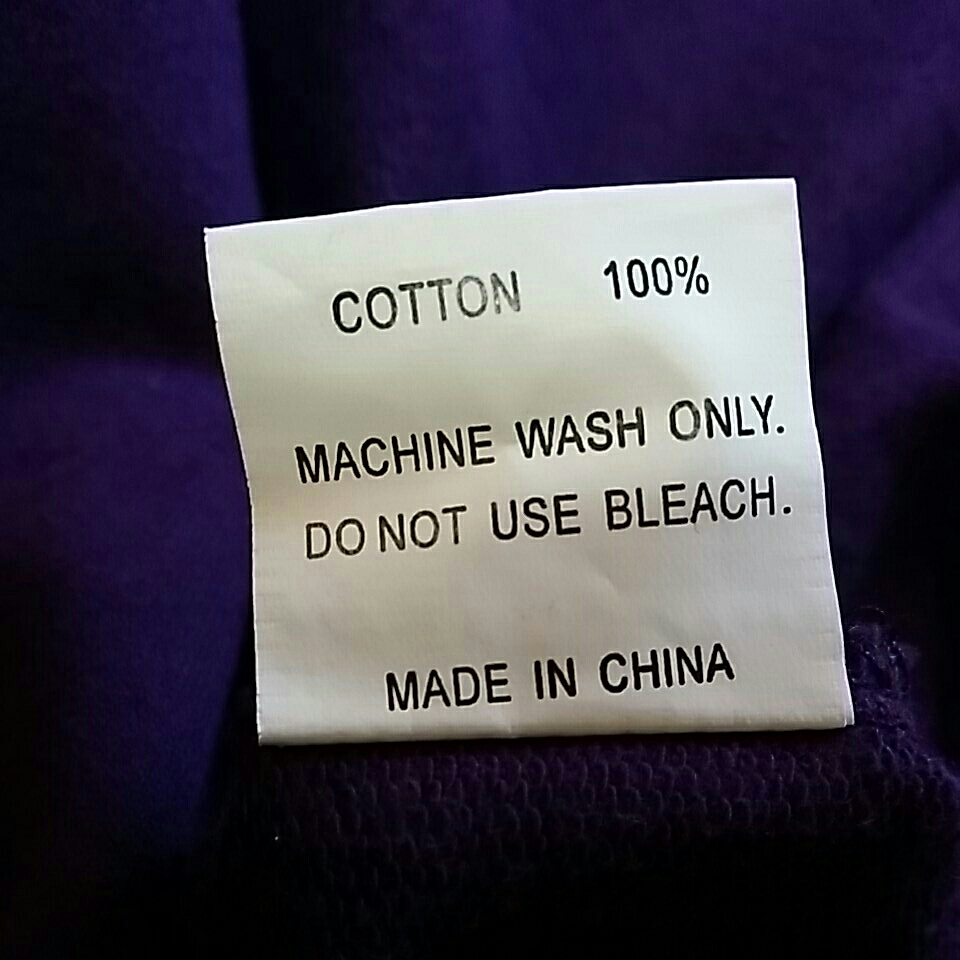 COTTON 100%
MACHINE WASH ONLY.
DO NOT USE BLEACH.
MADE IN CHINA